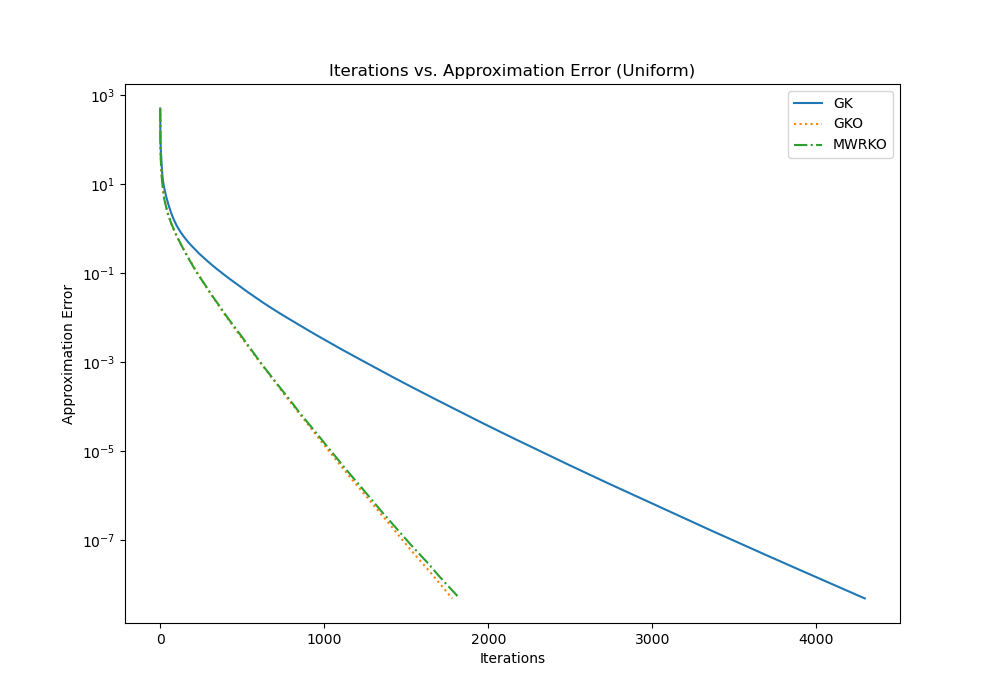 Iterations vs. Approximation Error (Uniform)
GK
GKO
MWRKO
Approximation Error
10³
10¹
10⁻¹
10⁻³
10⁻⁵
10⁻⁷
0 1000 2000 3000 4000
Iterations